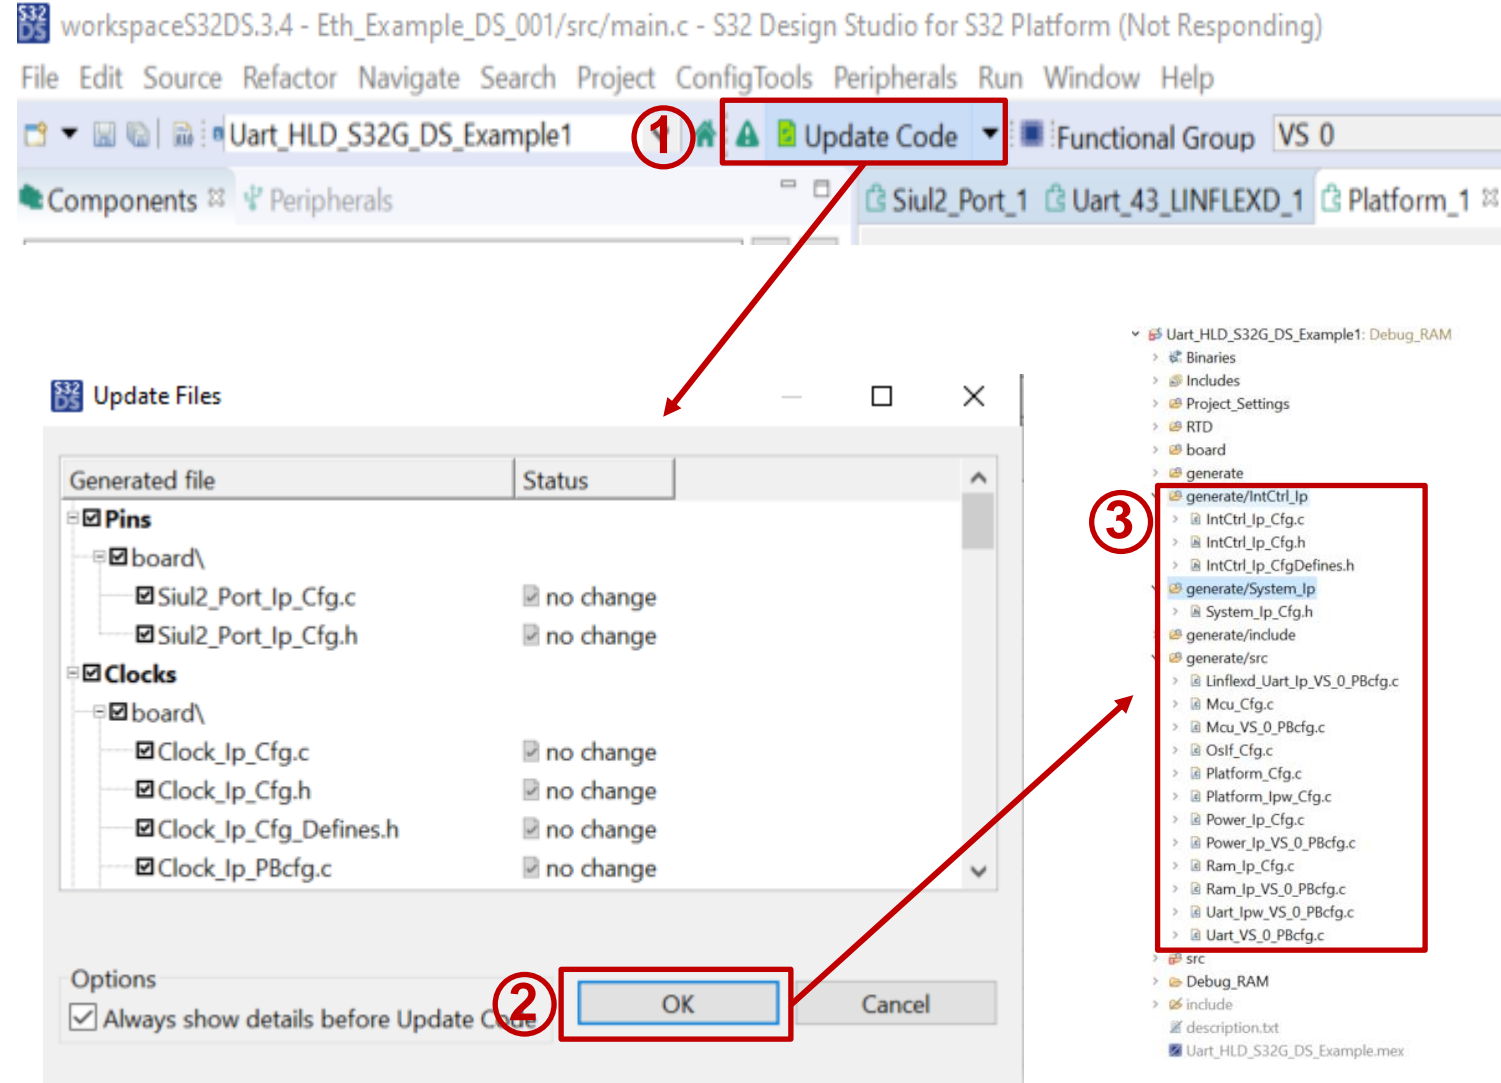 S32
DS
workspaceS32DS.3.4 - Eth_Example_DS_001/src/main.c - S32 Design Studio for S32 Platform (Not Responding)
File Edit Source Refactor Navigate Search Project ConfigTools Peripherals Run Window Help
Uart_HLD_S32G_DS_Example1
1
Update Code
Functional Group
VS 0
Components
Peripherals
Siul2_Port_1
Uart_43_LINFLEXD_1
Platform_1
S32
DS
Update Files
Generated file
Status
Pins
board\
Siul2_Port_Ip_Cfg.c no change
Siul2_Port_Ip_Cfg.h no change
Clocks
board\
Clock_Ip_Cfg.c no change
Clock_Ip_Cfg.h no change
Clock_Ip_Cfg_Defines.h no change
Clock_Ip_PBcfg.c no change
Options
Always show details before Update Code
2
OK
Cancel
Uart_HLD_S32G_DS_Example1: Debug_RAM
Binaries
Includes
Project_Settings
RTD
board
generate
3
generate/IntCtrl_Ip
IntCtrl_Ip_Cfg.c
IntCtrl_Ip_Cfg.h
IntCtrl_Ip_CfgDefines.h
generate/System_Ip
System_Ip_Cfg.h
generate/include
generate/src
Linflexd_Uart_Ip_VS_0_PBcfg.c
Mcu_Cfg.c
Mcu_VS_0_PBcfg.c
OsIf_Cfg.c
Platform_Cfg.c
Platform_Ipw_Cfg.c
Power_Ip_Cfg.c
Power_Ip_VS_0_PBcfg.c
Ram_Ip_Cfg.c
Ram_Ip_VS_0_PBcfg.c
Uart_Ipw_VS_0_PBcfg.c
Uart_VS_0_PBcfg.c
src
Debug_RAM
include
description.txt
Uart_HLD_S32G_DS_Example.mex